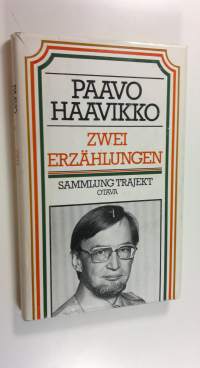 PAAVO
HAAVIKKO
ZWEI
ERZÄHLUNGEN
SAMMLUNG TRAJEKT
OTAVA